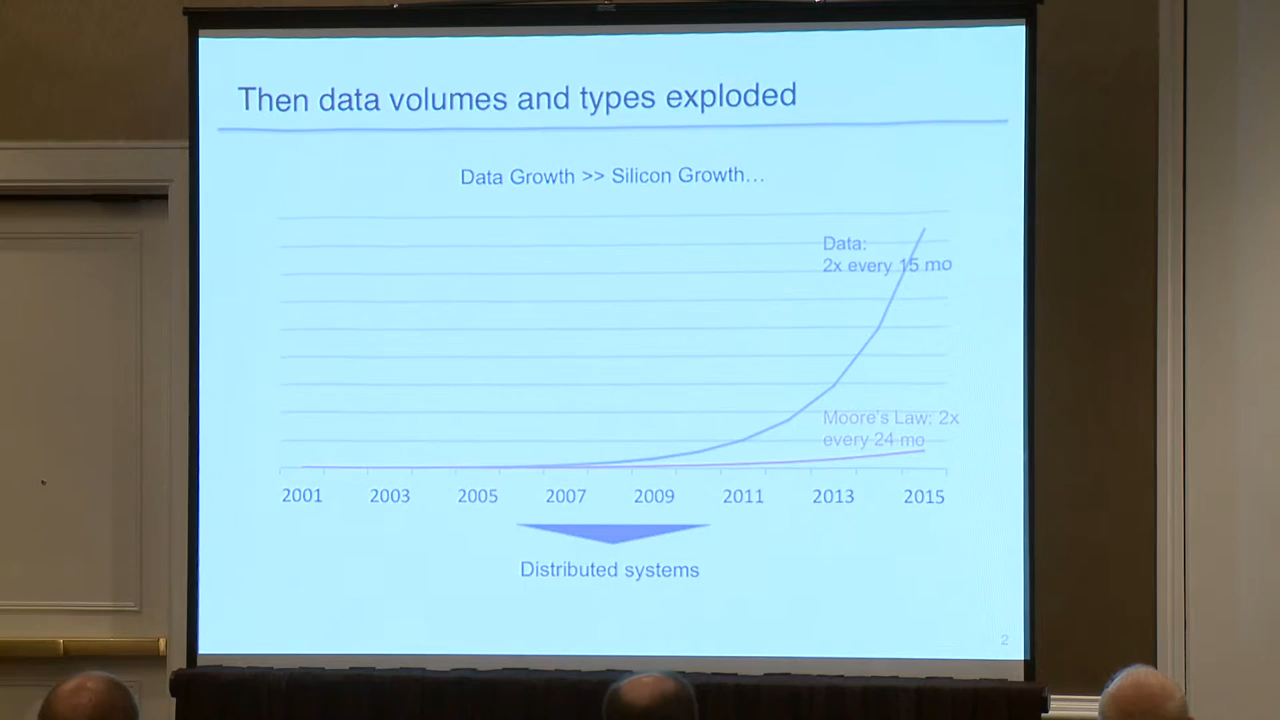 Then data volumes and types exploded
Data Growth >> Silicon Growth…
Data:
2x every 15 mo
Moore's Law: 2x
every 24 mo
2001 2003 2005 2007 2009 2011 2013 2015
Distributed systems
2